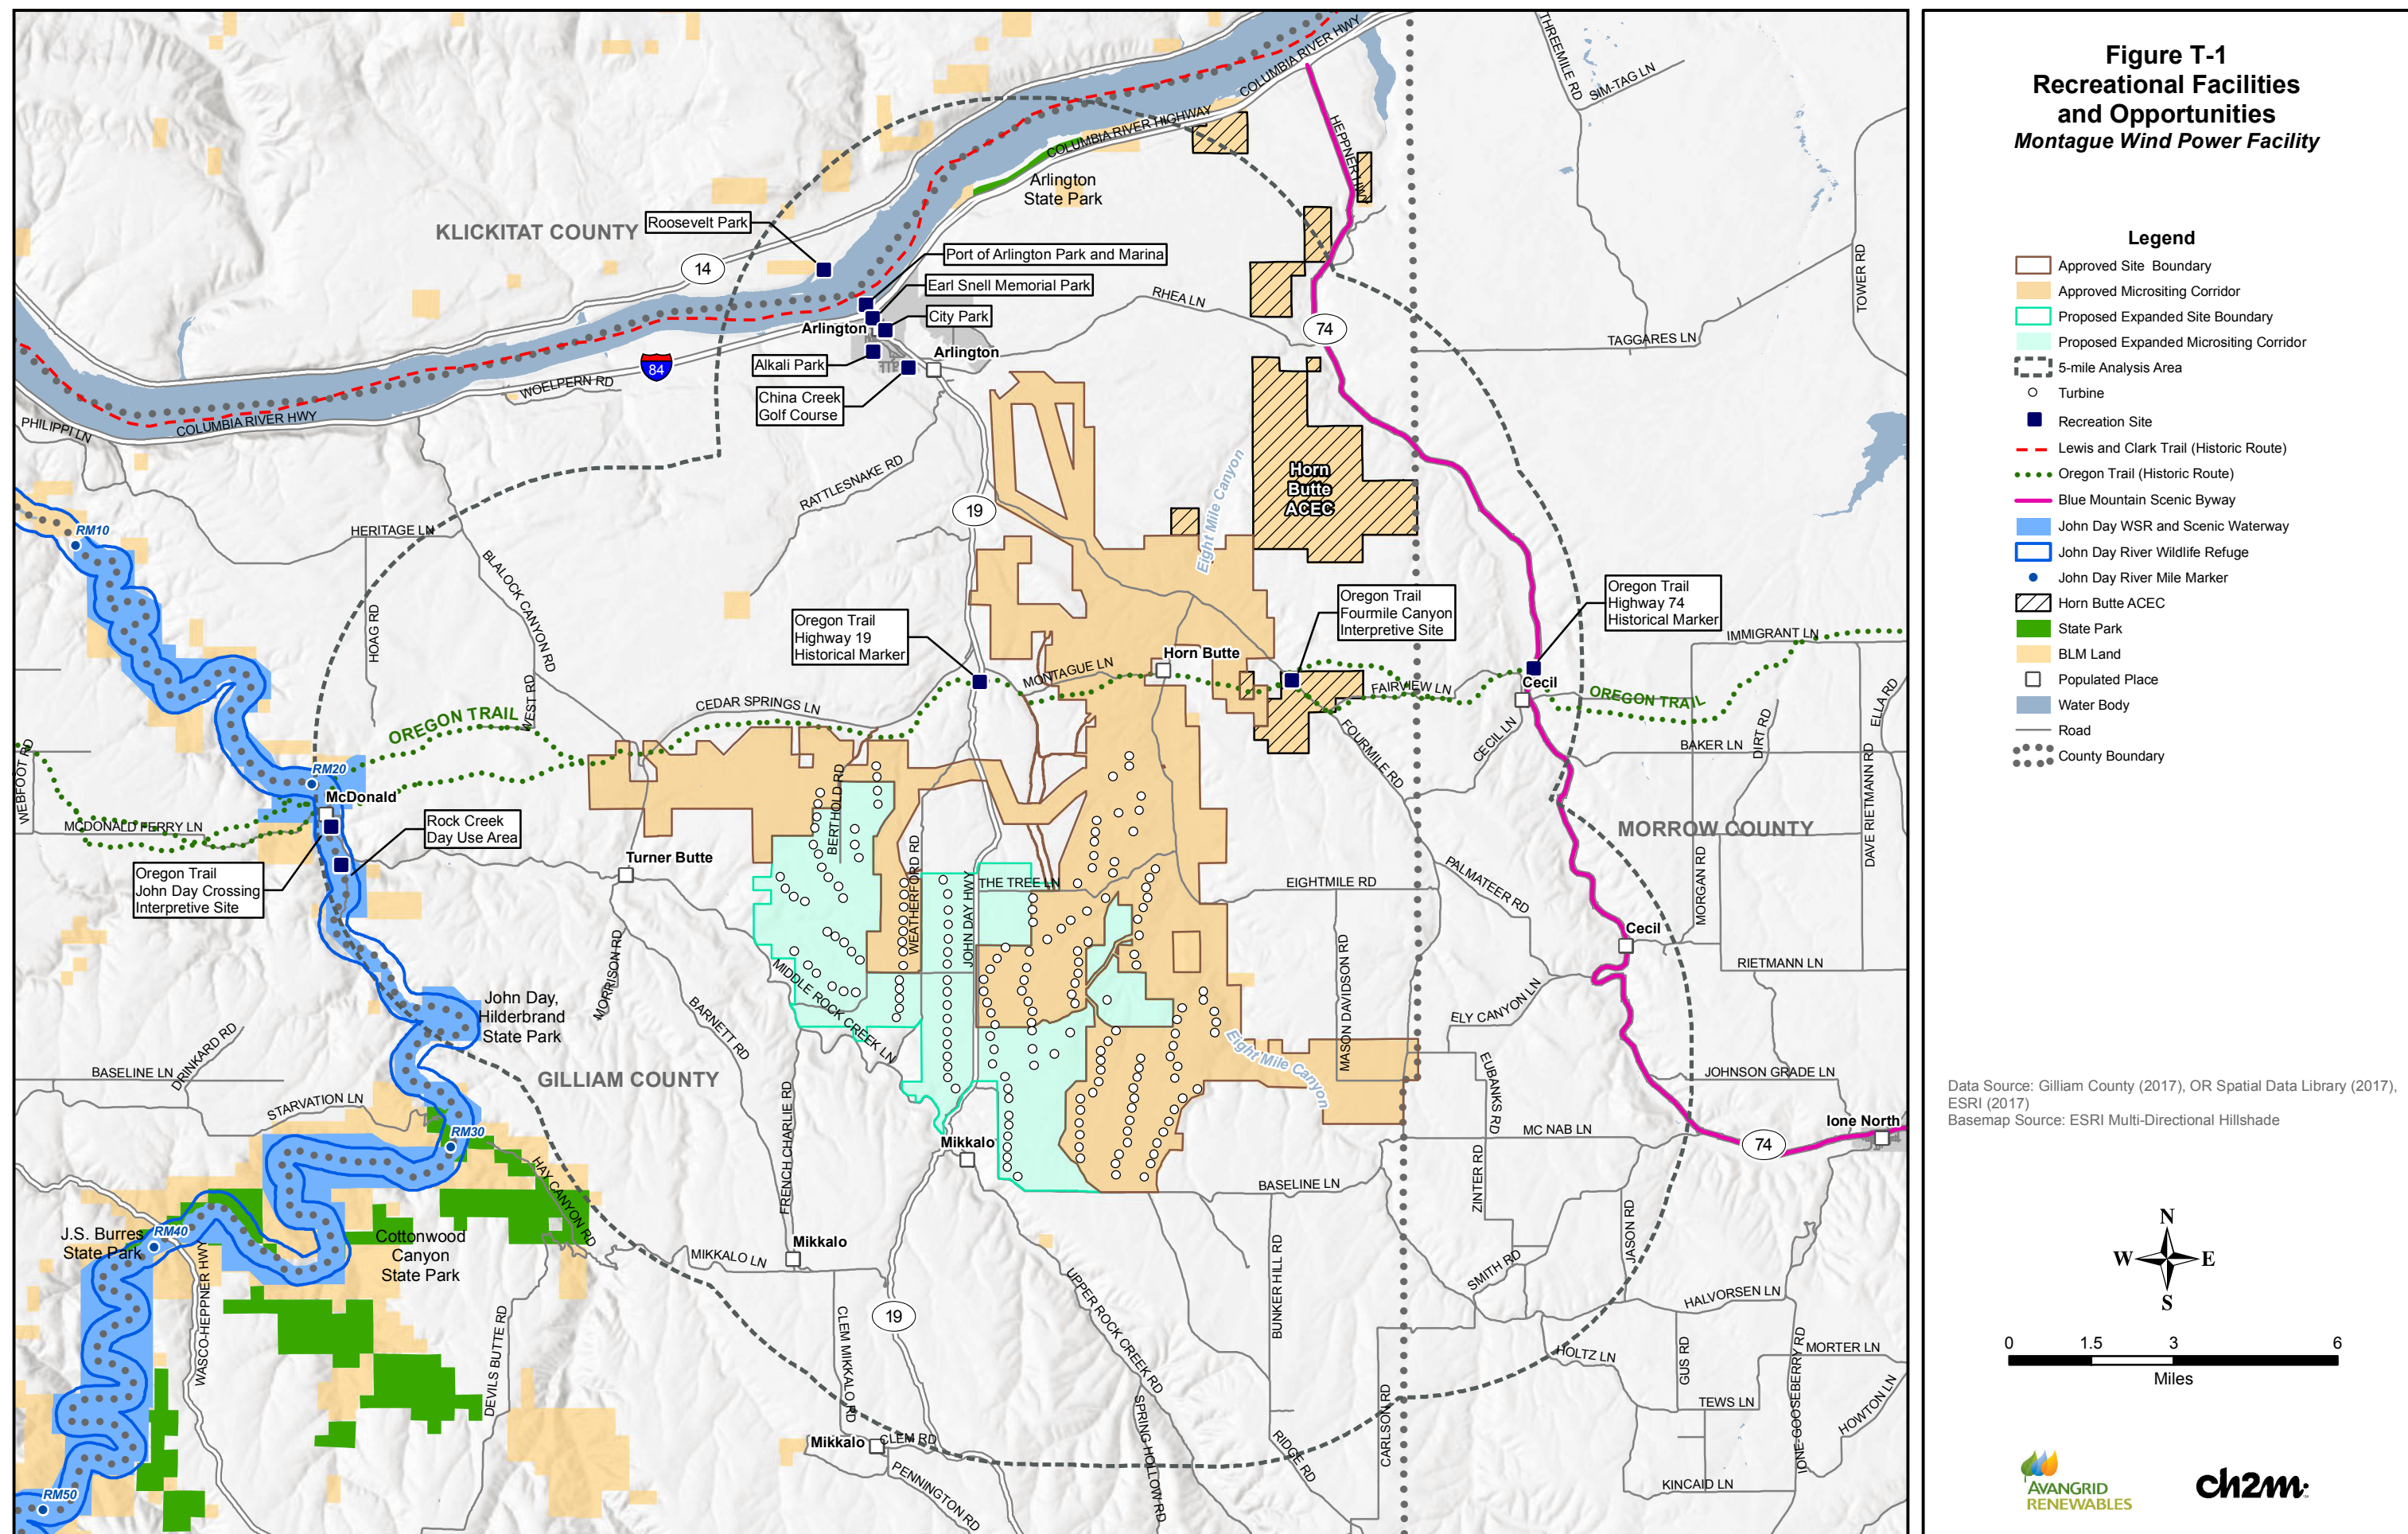 Figure T-1
Recreational Facilities
and Opportunities
Montague Wind Power Facility
Legend
Approved Site Boundary
Approved Micrositing Corridor
Proposed Expanded Site Boundary
Proposed Expanded Micrositing Corridor
5-mile Analysis Area
Turbine
Recreation Site
Lewis and Clark Trail (Historic Route)
Oregon Trail (Historic Route)
Blue Mountain Scenic Byway
John Day WSR and Scenic Waterway
John Day River Wildlife Refuge
John Day River Mile Marker
Horn Butte ACEC
State Park
BLM Land
Populated Place
Water Body
Road
County Boundary
Data Source: Gilliam County (2017), OR Spatial Data Library (2017),
ESRI (2017)
Basemap Source: ESRI Multi-Directional Hillshade
N
W
E
S
0
1.5
3
6
Miles
AVANGRID
RENEWABLES
ch2m
COLUMBIA RIVER HWY
THREEMILE RD
SIM-TAG LN
COLUMBIA RIVER HIGHWAY
HEPPNER HWY
Arlington
State Park
KLICKITAT COUNTY
Roosevelt Park
14
Port of Arlington Park and Marina
Earl Snell Memorial Park
City Park
RHEA LN
TOWER RD
74
Arlington
Arlington
TAGGARES LN
Alkali Park
84
WOELPERN RD
China Creek
Golf Course
COLUMBIA RIVER HWY
PHILIPPI LN
RATTLESNAKE RD
Eight Mile Canyon
Horn
Butte
ACEC
19
RM10
HERITAGE LN
BLALOCK CANYON RD
HOAG RD
Oregon Trail
Highway 19
Historical Marker
Oregon Trail
Fourmile Canyon
Interpretive Site
Oregon Trail
Highway 74
Historical Marker
IMMIGRANT LN
Horn Butte
MONTAGUE LN
FAIRVIEW LN
Cecil
OREGON TRAIL
ELLA RD
WEST RD
CEDAR SPRINGS LN
OREGON TRAIL
FOURMILE RD
CECIL LN
DIRT RD
BAKER LN
WEBFOOT RD
RM20
McDonald
MCDONALD FERRY LN
BERTHOLD RD
Rock Creek
Day Use Area
MORROW COUNTY
DAVE RIETMANN RD
Turner Butte
WEATHERFORD RD
Oregon Trail
John Day Crossing
Interpretive Site
JOHN DAY HWY
THE TREE LN
EIGHTMILE RD
PALMATEER RD
MORGAN RD
Cecil
MORRISON RD
MIDDLE ROCK CREEK LN
MASON DAVIDSON RD
RIETMANN LN
John Day,
Hilderbrand
State Park
BARNETT RD
ELY CANYON LN
DRINKARD RD
Eight Mile Canyon
BASELINE LN
GILLIAM COUNTY
EUBANKS RD
JOHNSON GRADE LN
STARVATION LN
FRENCH CHARLIE RD
RM30
Mikkalo
MC NAB LN
74
Ione North
HAY CANYON RD
ZINTER RD
BASELINE LN
J.S. Burres
State Park
RM40
Cottonwood
Canyon
State Park
WASCO-HEPPNER HWY
MIKKALO LN
Mikkalo
UPPER ROCK CREEK RD
BUNKER HILL RD
JASON RD
SMITH RD
HALVORSEN LN
19
CLEM MIKKALO RD
DEVILS BUTTE RD
HOLTZ LN
GUS RD
IONE-GOOSEBERRY RD
MORTER LN
CARLSON RD
SPRING HOLLOW RD
TEWS LN
HOWTON LN
Mikkalo
CLEM RD
RIDGE RD
PENNINGTON RD
KINCAID LN
RM50